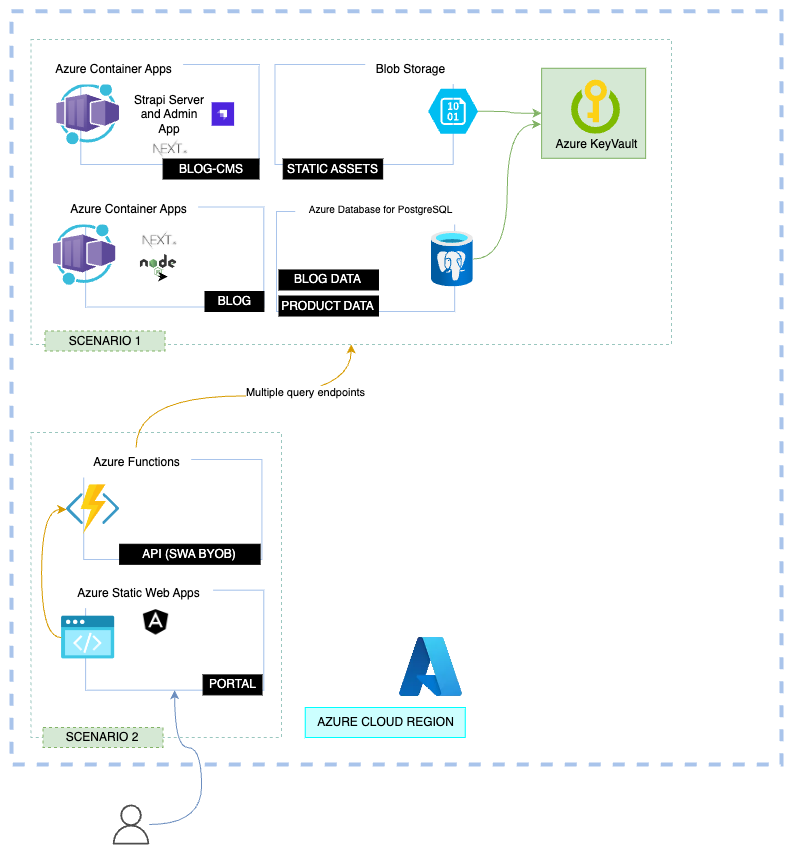 Azure Container Apps
Strapi Server
and Admin
App
NEXT.JS
BLOG-CMS
Blob Storage
10
01
STATIC ASSETS
Azure KeyVault
Azure Container Apps
NEXT.JS
node
JS
BLOG
Azure Database for PostgreSQL
BLOG DATA
PRODUCT DATA
SCENARIO 1
Multiple query endpoints
Azure Functions
API (SWA BYOB)
Azure Static Web Apps
A
PORTAL
SCENARIO 2
AZURE CLOUD REGION